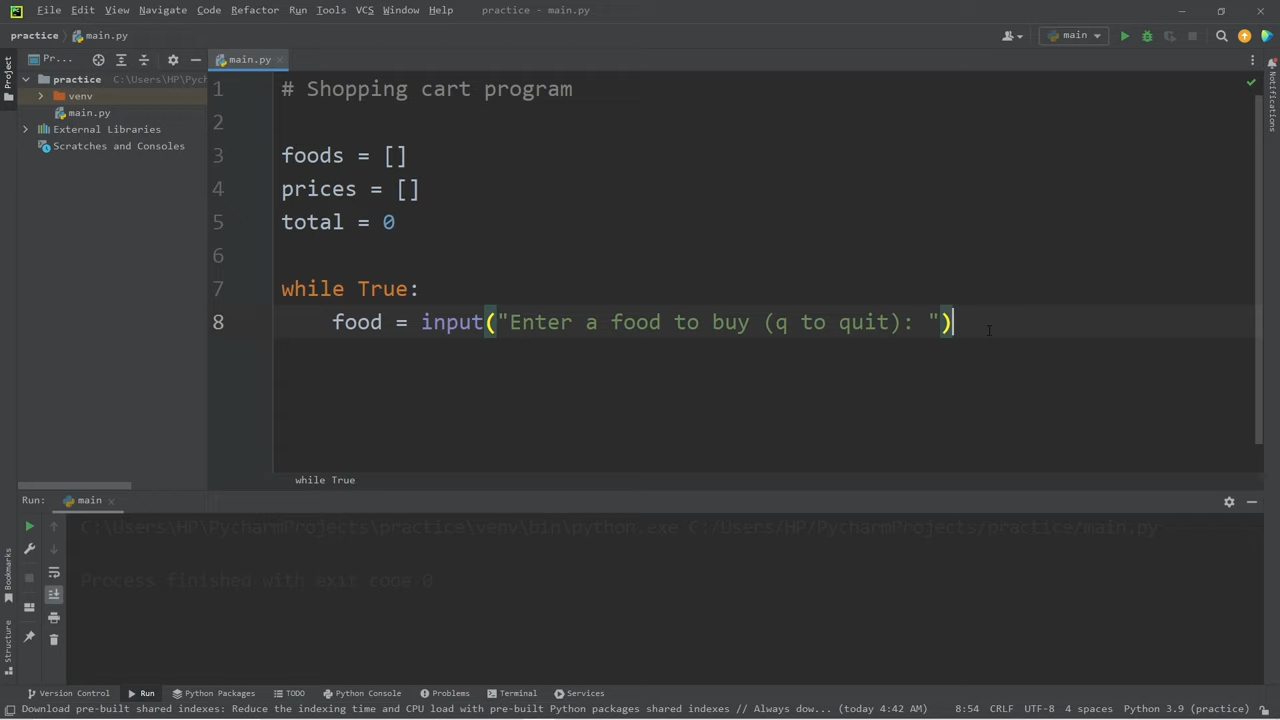 File Edit View Navigate Code Refactor Run Tools VCS Window Help practice - main.py
practice main.py main
Pr... main.py
Project
practice C:\Users\HP\Pych
venv
main.py
External Libraries
Scratches and Consoles
1 # Shopping cart program
2
3 foods = []
4 prices = []
5 total = 0
6
7 while True:
8 food = input("Enter a food to buy (q to quit): ")
while True
Notifications
Run: main
C:\Users\HP\PycharmProjects\practice\venv\bin\python.exe C:/Users/HP/PycharmProjects/practice/main.py
Process finished with exit code 0
Bookmarks
Structure
Version Control Run Python Packages TODO Python Console Problems Terminal Services
Download pre-built shared indexes: Reduce the indexing time and CPU load with pre-built Python packages shared indexes // Always dow... (today 4:42 AM) 8:54 CRLF UTF-8 4 spaces Python 3.9 (practice)